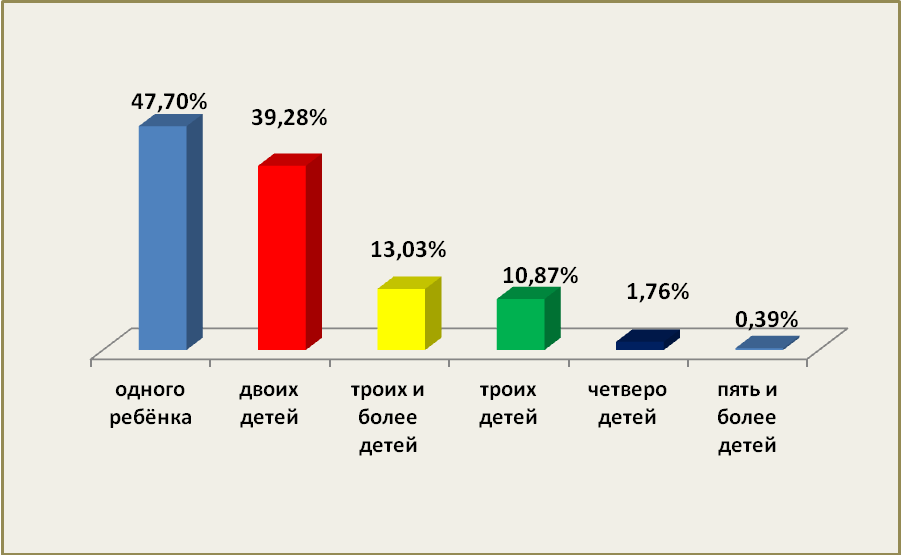 47,70%
39,28%
13,03%
10,87%
1,76%
0,39%
одного
ребёнка
двоих
детей
троих и
более
детей
троих
детей
четверо
детей
пять и
более
детей